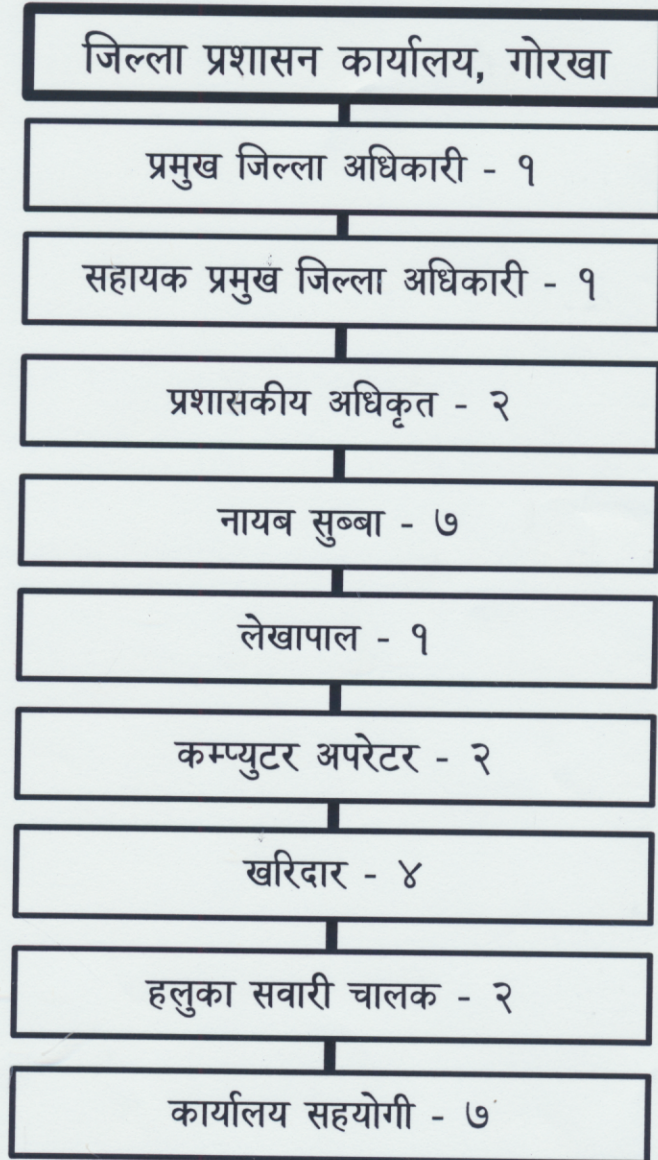 जिल्ला प्रशासन कार्यालय, गोरखा
प्रमुख जिल्ला अधिकारी - १
सहायक प्रमुख जिल्ला अधिकारी - १
प्रशासकीय अधिकृत - २
नायब सुब्बा - ७
लेखापाल - १
कम्प्युटर अपरेटर - २
खरिदार - ४
हलुका सवारी चालक - २
कार्यालय सहयोगी - ७